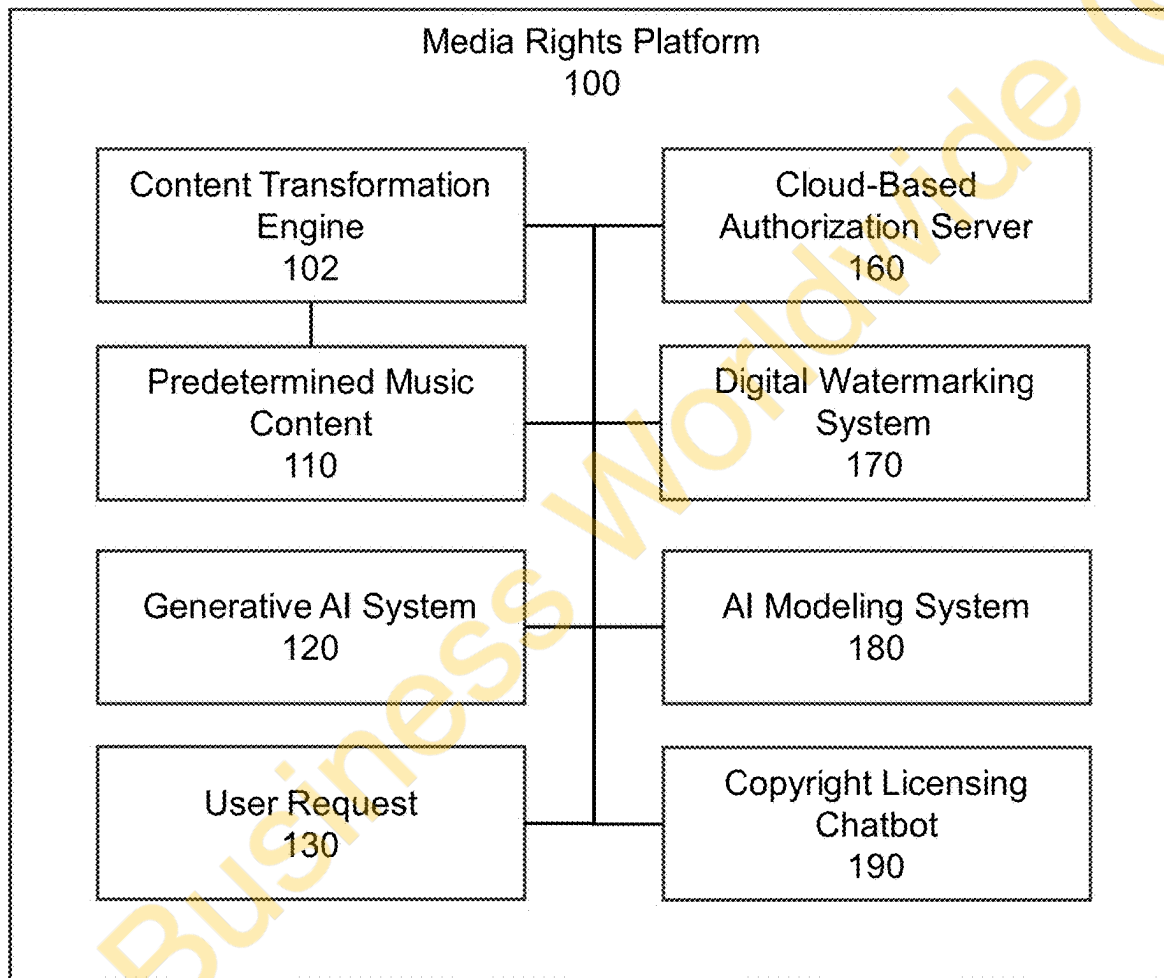 Media Rights Platform
100
Content Transformation
Engine
102
Cloud-Based
Authorization Server
160
Predetermined Music
Content
110
Digital Watermarking
System
170
Generative AI System
120
AI Modeling System
180
User Request
130
Copyright Licensing
Chatbot
190
Business Worldwide (